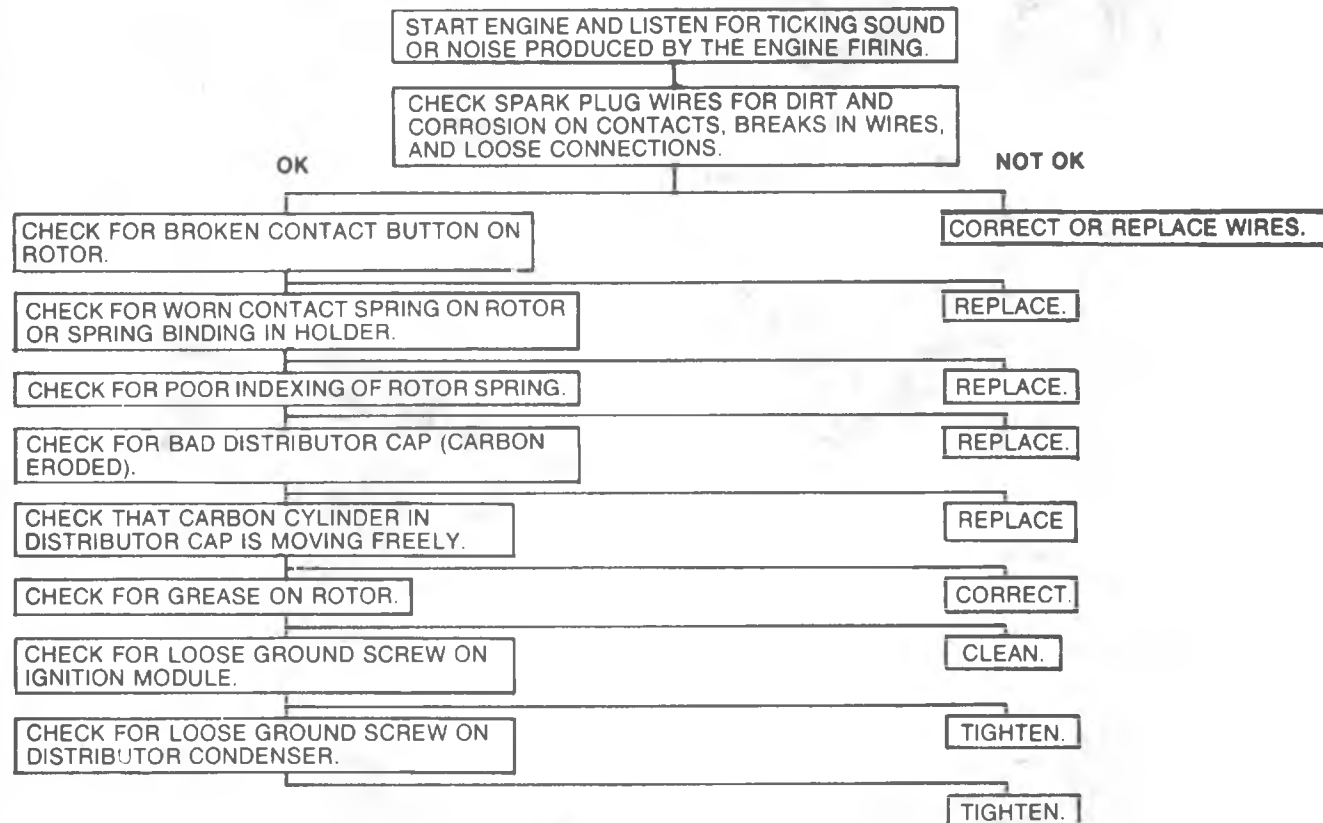 START ENGINE AND LISTEN FOR TICKING SOUND
OR NOISE PRODUCED BY THE ENGINE FIRING.
CHECK SPARK PLUG WIRES FOR DIRT AND
CORROSION ON CONTACTS, BREAKS IN WIRES,
AND LOOSE CONNECTIONS.
OK
NOT OK
CHECK FOR BROKEN CONTACT BUTTON ON
ROTOR.
CORRECT OR REPLACE WIRES.
CHECK FOR WORN CONTACT SPRING ON ROTOR
OR SPRING BINDING IN HOLDER.
REPLACE.
CHECK FOR POOR INDEXING OF ROTOR SPRING.
REPLACE.
CHECK FOR BAD DISTRIBUTOR CAP (CARBON
ERODED).
REPLACE.
CHECK THAT CARBON CYLINDER IN
DISTRIBUTOR CAP IS MOVING FREELY.
REPLACE
CHECK FOR GREASE ON ROTOR.
CORRECT.
CHECK FOR LOOSE GROUND SCREW ON
IGNITION MODULE.
CLEAN.
CHECK FOR LOOSE GROUND SCREW ON
DISTRIBUTOR CONDENSER.
TIGHTEN.
TIGHTEN.